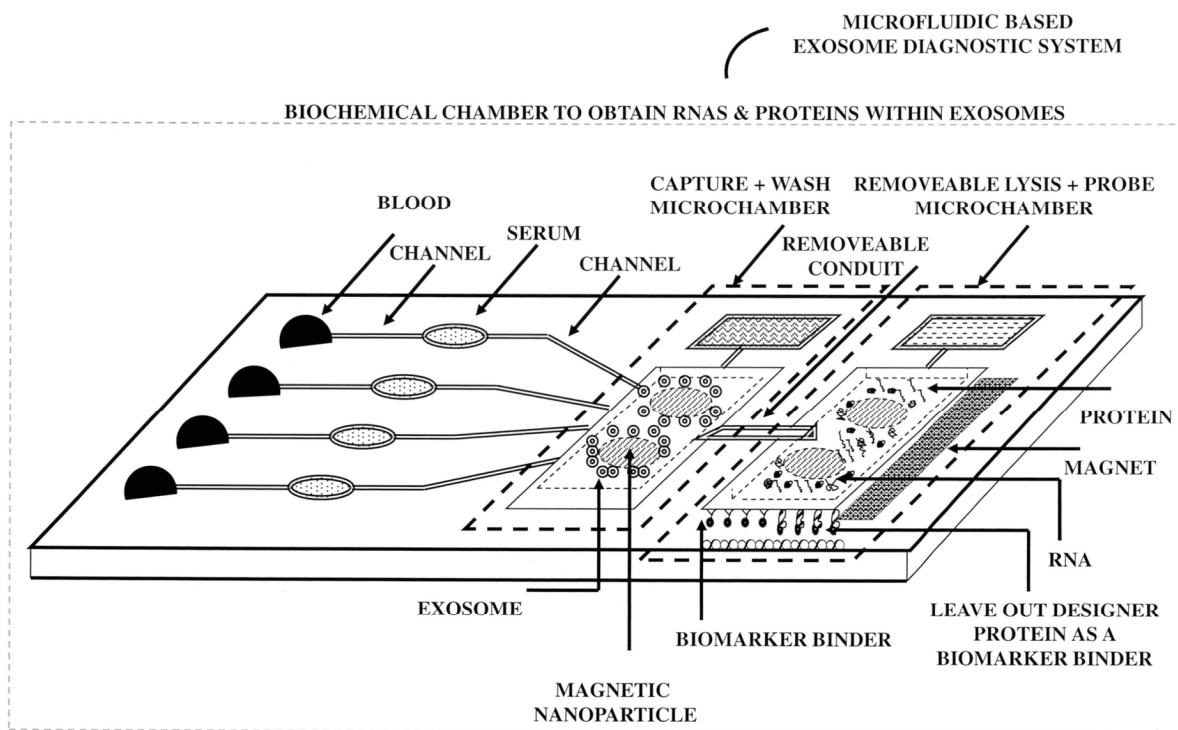 MICROFLUIDIC BASED
EXOSOME DIAGNOSTIC SYSTEM
BIOCHEMICAL CHAMBER TO OBTAIN RNAS & PROTEINS WITHIN EXOSOMES
CAPTURE + WASH
MICROCHAMBER
REMOVEABLE LYSIS + PROBE
MICROCHAMBER
BLOOD
SERUM
CHANNEL
CHANNEL
REMOVEABLE
CONDUIT
PROTEIN
MAGNET
RNA
EXOSOME
BIOMARKER BINDER
LEAVE OUT DESIGNER
PROTEIN AS A
BIOMARKER BINDER
MAGNETIC
NANOPARTICLE